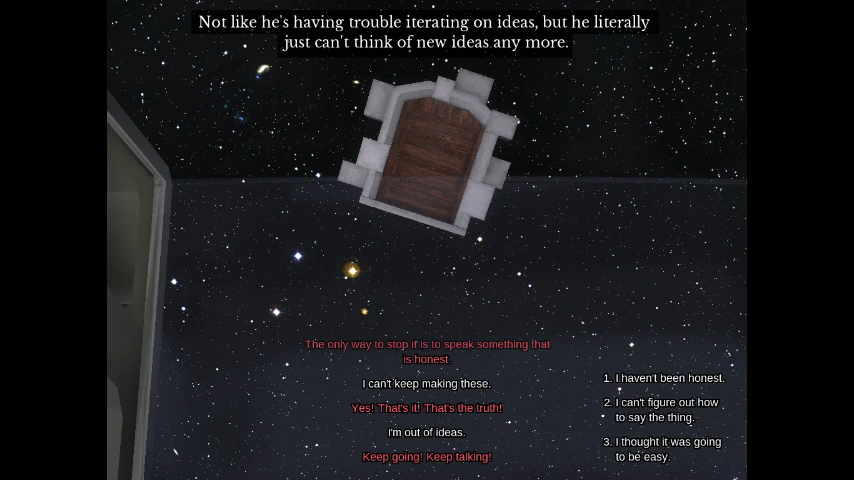 Not like he's having trouble iterating on ideas, but he literally
just can't think of new ideas any more.
The only way to stop it is to speak something that
is honest.
I can't keep making these.
Yes! That's it! That's the truth!
I'm out of ideas.
Keep going! Keep talking!
1. I haven't been honest.
2. I can't figure out how
to say the thing.
3. I thought it was going
to be easy.